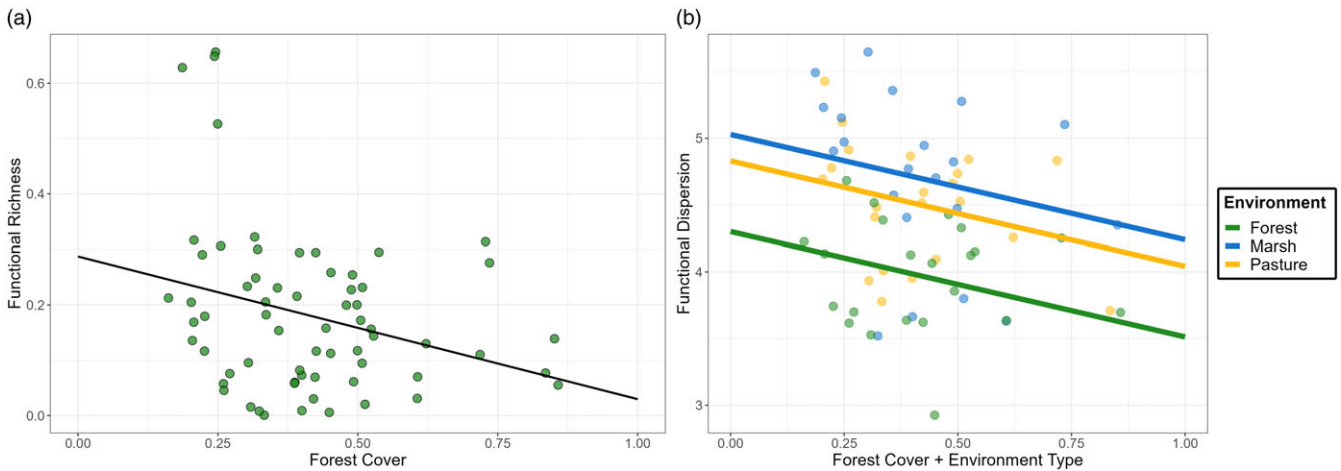 (a)
(b)
Functional Richness
0.6
0.4
0.2
0.0
0.00
0.25
0.50
0.75
1.00
Forest Cover
Functional Dispersion
5
4
3
0.00
0.25
0.50
0.75
1.00
Forest Cover + Environment Type
Environment
Forest
Marsh
Pasture